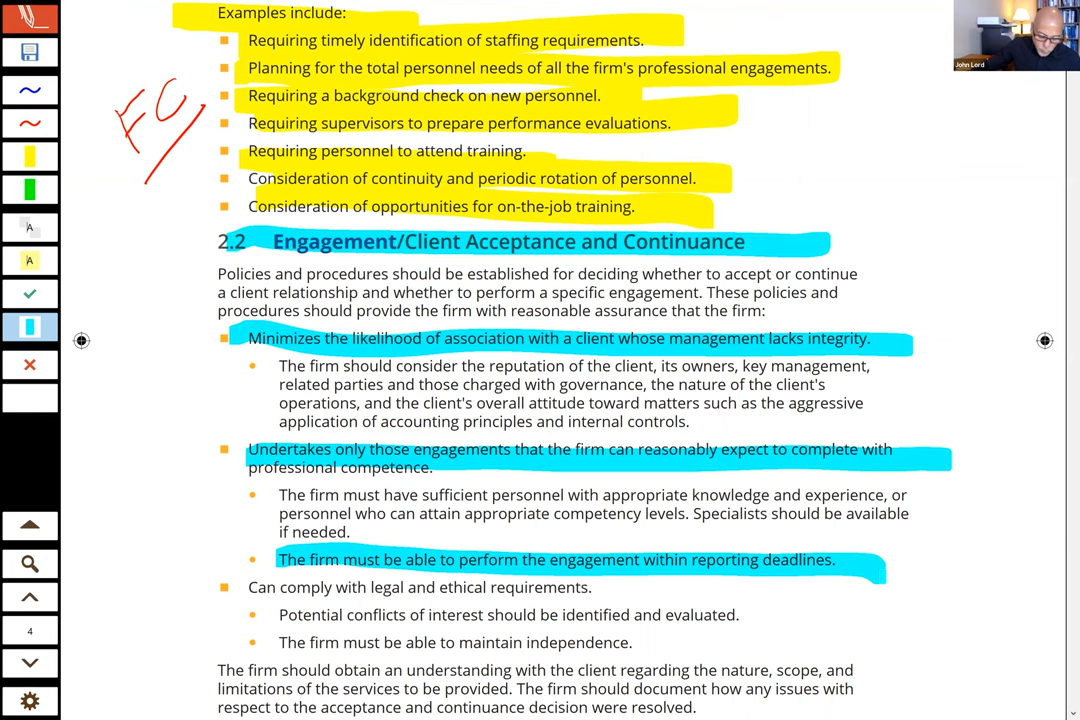 Examples include:
Requiring timely identification of staffing requirements.
Planning for the total personnel needs of all the firm's professional engagements.
Requiring a background check on new personnel.
Requiring supervisors to prepare performance evaluations.
Requiring personnel to attend training.
Consideration of continuity and periodic rotation of personnel.
Consideration of opportunities for on-the-job training.
FC
2.2 Engagement/Client Acceptance and Continuance
Policies and procedures should be established for deciding whether to accept or continue
a client relationship and whether to perform a specific engagement. These policies and
procedures should provide the firm with reasonable assurance that the firm:
Minimizes the likelihood of association with a client whose management lacks integrity.
The firm should consider the reputation of the client, its owners, key management,
related parties and those charged with governance, the nature of the client's
operations, and the client's overall attitude toward matters such as the aggressive
application of accounting principles and internal controls.
Undertakes only those engagements that the firm can reasonably expect to complete with
professional competence.
The firm must have sufficient personnel with appropriate knowledge and experience, or
personnel who can attain appropriate competency levels. Specialists should be available
if needed.
The firm must be able to perform the engagement within reporting deadlines.
Can comply with legal and ethical requirements.
Potential conflicts of interest should be identified and evaluated.
The firm must be able to maintain independence.
The firm should obtain an understanding with the client regarding the nature, scope, and
limitations of the services to be provided. The firm should document how any issues with
respect to the acceptance and continuance decision were resolved.
John Lord
A
A
4